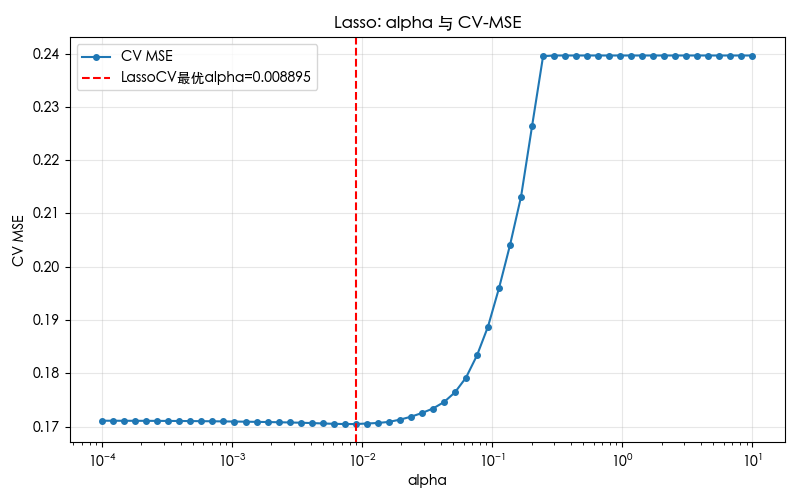 Lasso: alpha 与 CV-MSE
CV MSE
LassoCV最优alpha=0.008895
CV MSE
0.24
0.23
0.22
0.21
0.20
0.19
0.18
0.17
10⁻⁴
10⁻³
10⁻²
10⁻¹
10⁰
10¹
alpha